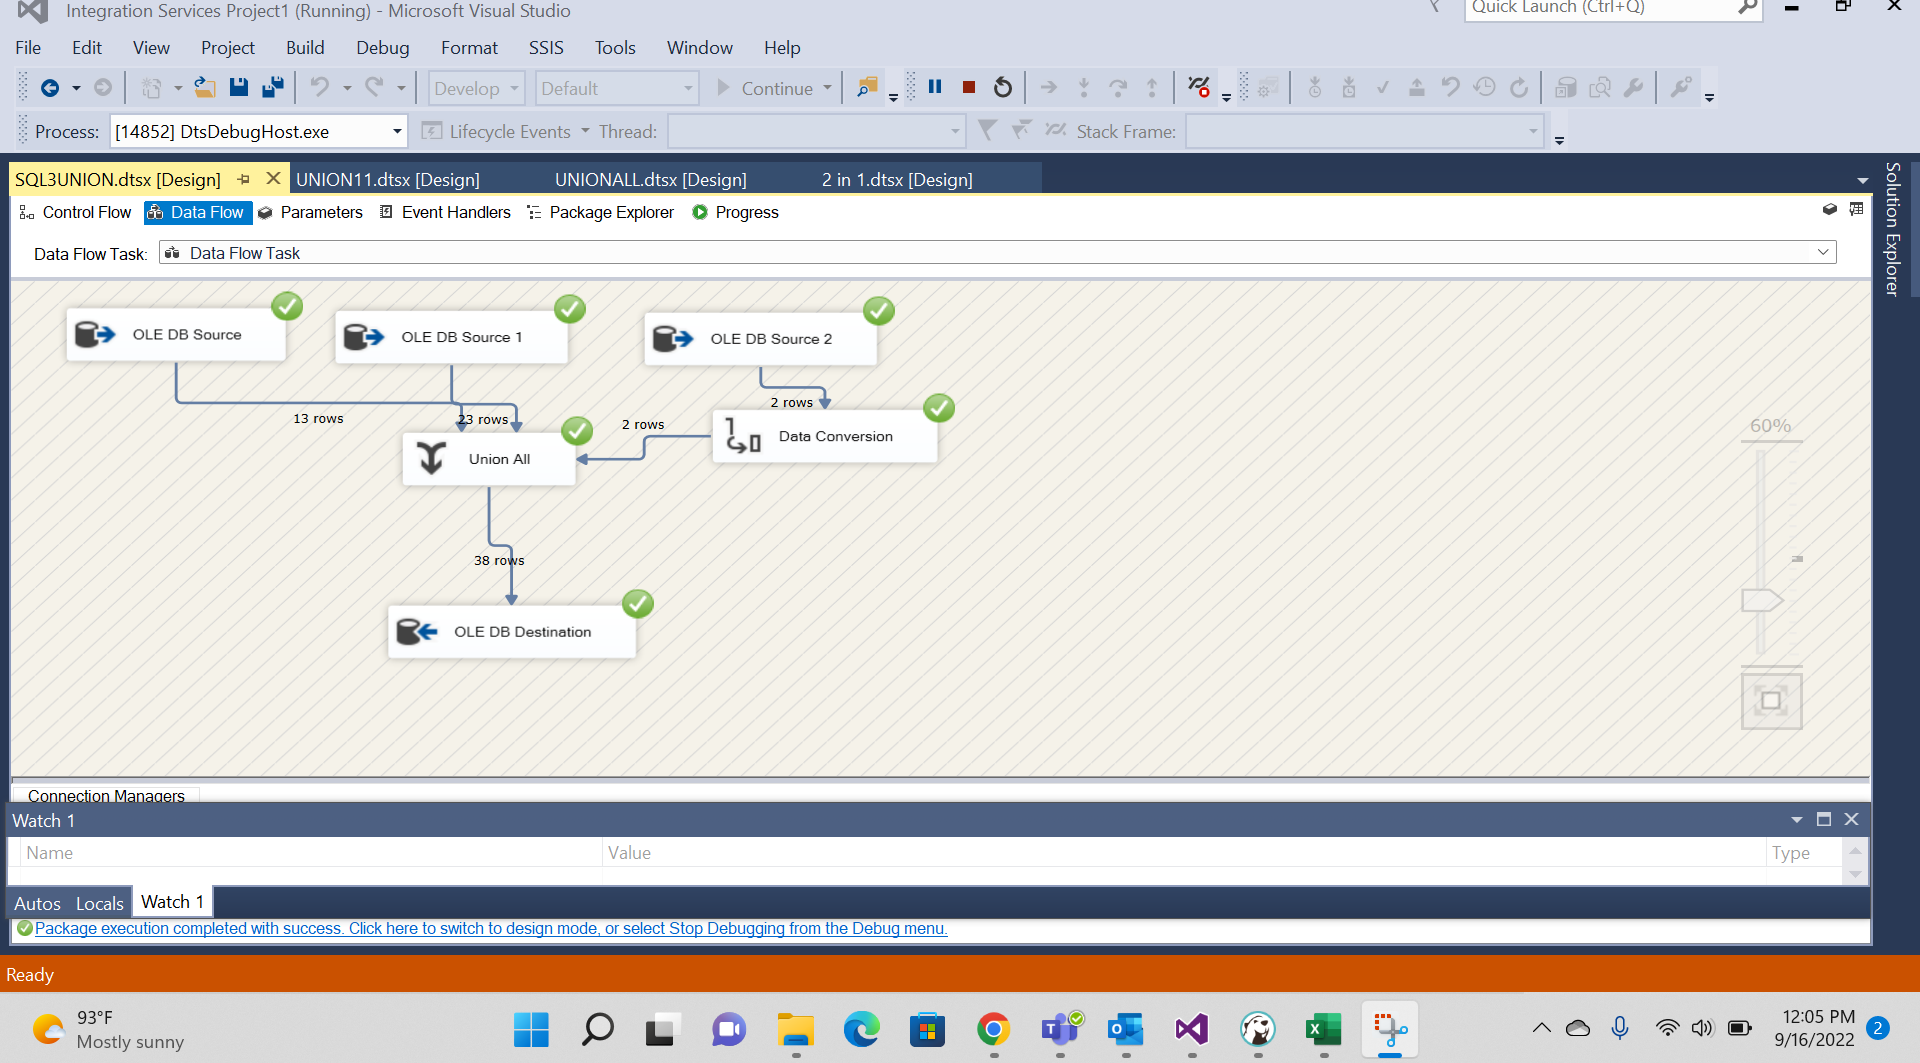 Integration Services Project1 (Running) - Microsoft Visual Studio
Quick Launch (Ctrl+Q)
File Edit View Project Build Debug Format SSIS Tools Window Help
Develop Default Continue
Process: [14852] DtsDebugHost.exe Lifecycle Events Thread: Stack Frame:
SQL3UNION.dtsx [Design] UNION11.dtsx [Design] UNIONALL.dtsx [Design] 2 in 1.dtsx [Design]
Solution Explorer
Control Flow Data Flow Parameters Event Handlers Package Explorer Progress
Data Flow Task: Data Flow Task
OLE DB Source OLE DB Source 1 OLE DB Source 2
2 rows
13 rows 23 rows 2 rows
60%
Data Conversion
Union All
38 rows
OLE DB Destination
Connection Managers
Watch 1
Name Value Type
Autos Locals Watch 1
Package execution completed with success. Click here to switch to design mode, or select Stop Debugging from the Debug menu.
Ready
93°F
Mostly sunny
12:05 PM
9/16/2022
2